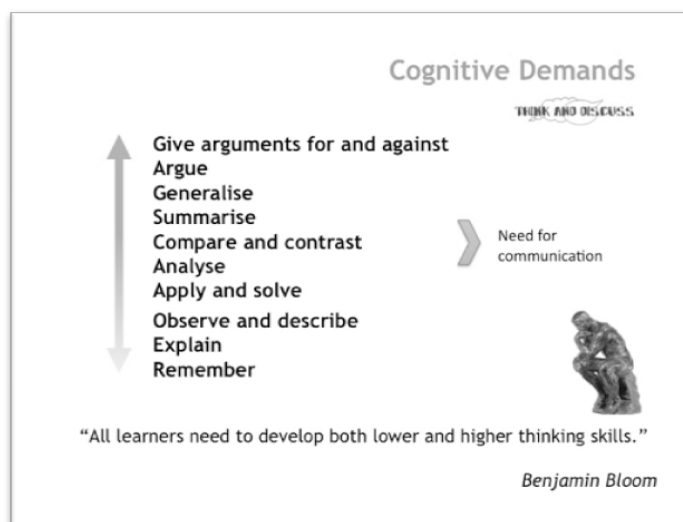 Cognitive Demands
THINK AND DISCUSS
Give arguments for and against
Argue
Generalise
Summarise
Compare and contrast
Analyse
Apply and solve
Observe and describe
Explain
Remember
Need for
communication
“All learners need to develop both lower and higher thinking skills.”
Benjamin Bloom